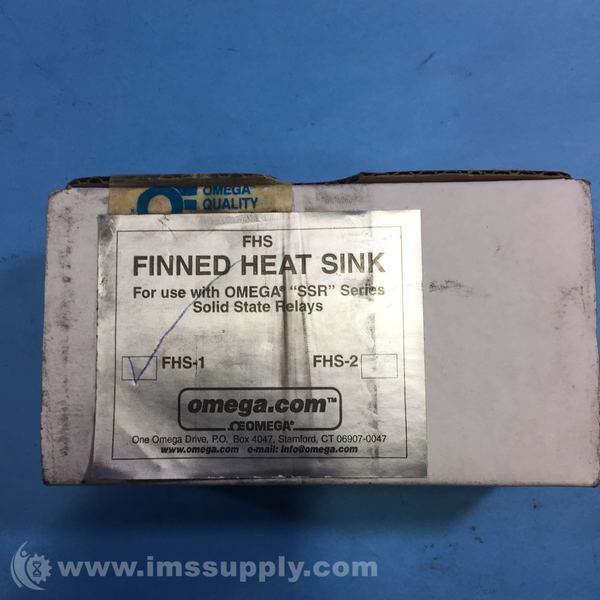 OMEGA®
QUALITY
FHS
FINNED HEAT SINK
For use with OMEGA® "SSR" Series
Solid State Relays
FHS-1 FHS-2
omega.com™
ŒOMEGA®
One Omega Drive, P.O. Box 4047, Stamford, CT 06907-0047
www.omega.com e-mail: info@omega.com
www.imssupply.com